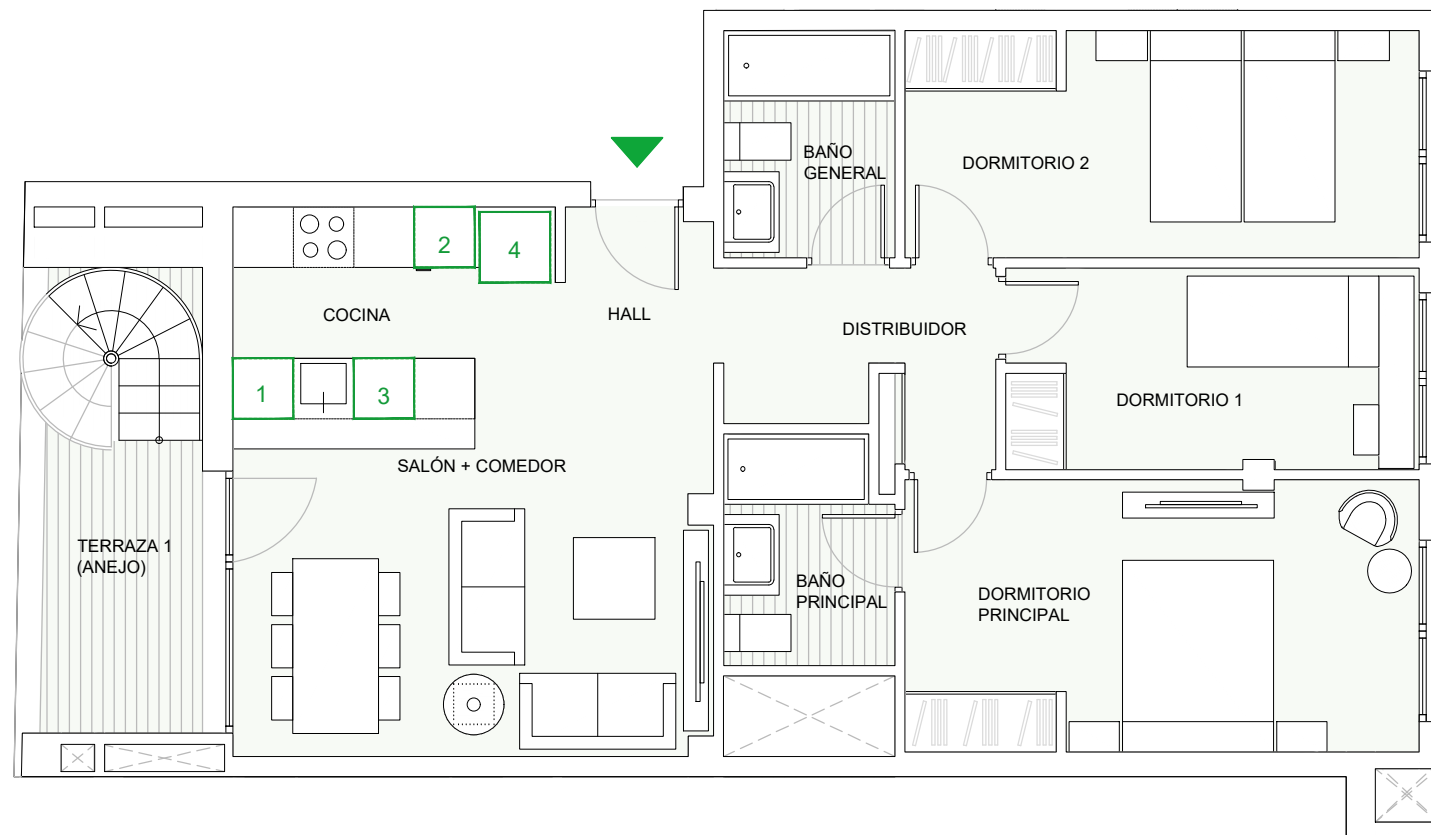 BAÑO
GENERAL
DORMITORIO 2
2
4
COCINA
HALL
DISTRIBUIDOR
1
3
DORMITORIO 1
SALÓN + COMEDOR
TERRAZA 1
(ANEJO)
BAÑO
PRINCIPAL
DORMITORIO
PRINCIPAL